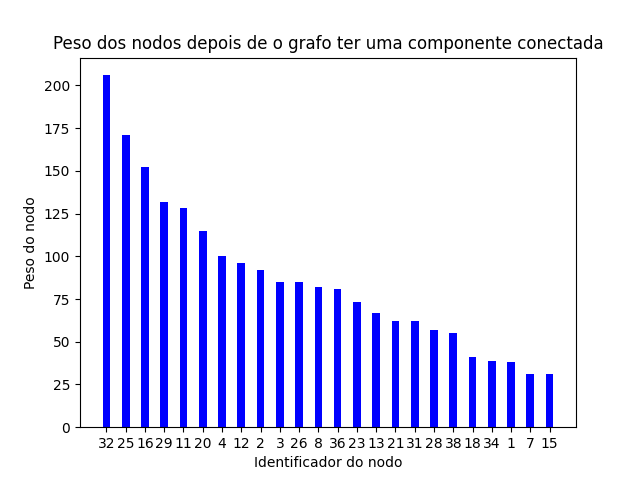 Peso dos nodos depois de o grafo ter uma componente conectada
200
175
150
125
100
75
50
25
0
Peso do nodo
32 25 16 29 11 20 4 12 2 3 26 8 36 23 13 21 31 28 38 18 34 1 7 15
Identificador do nodo